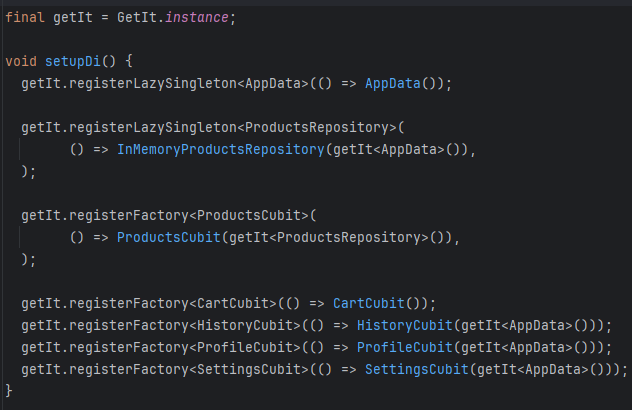 final getIt = GetIt.instance;
void setupDi() {
getIt.registerLazySingleton<AppData>(() => AppData());
getIt.registerLazySingleton<ProductsRepository>(
() => InMemoryProductsRepository(getIt<AppData>()),
);
getIt.registerFactory<ProductsCubit>(
() => ProductsCubit(getIt<ProductsRepository>()),
);
getIt.registerFactory<CartCubit>(() => CartCubit());
getIt.registerFactory<HistoryCubit>(() => HistoryCubit(getIt<AppData>()));
getIt.registerFactory<ProfileCubit>(() => ProfileCubit(getIt<AppData>()));
getIt.registerFactory<SettingsCubit>(() => SettingsCubit(getIt<AppData>()));
}